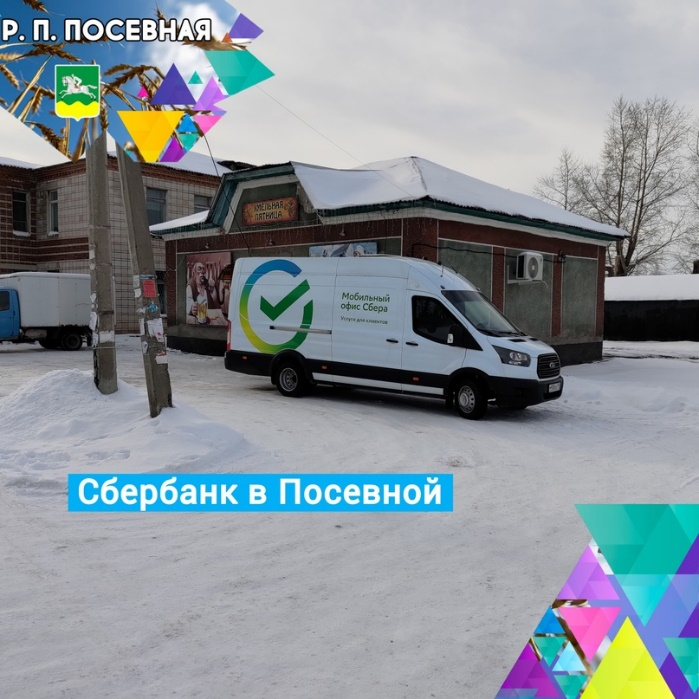 Р. П. ПОСЕВНАЯ
ХМЕЛЬНАЯ
ПЯТНИЦА
Мобильный
офис Сбера
Услуги для клиентов
Сбербанк в Посевной